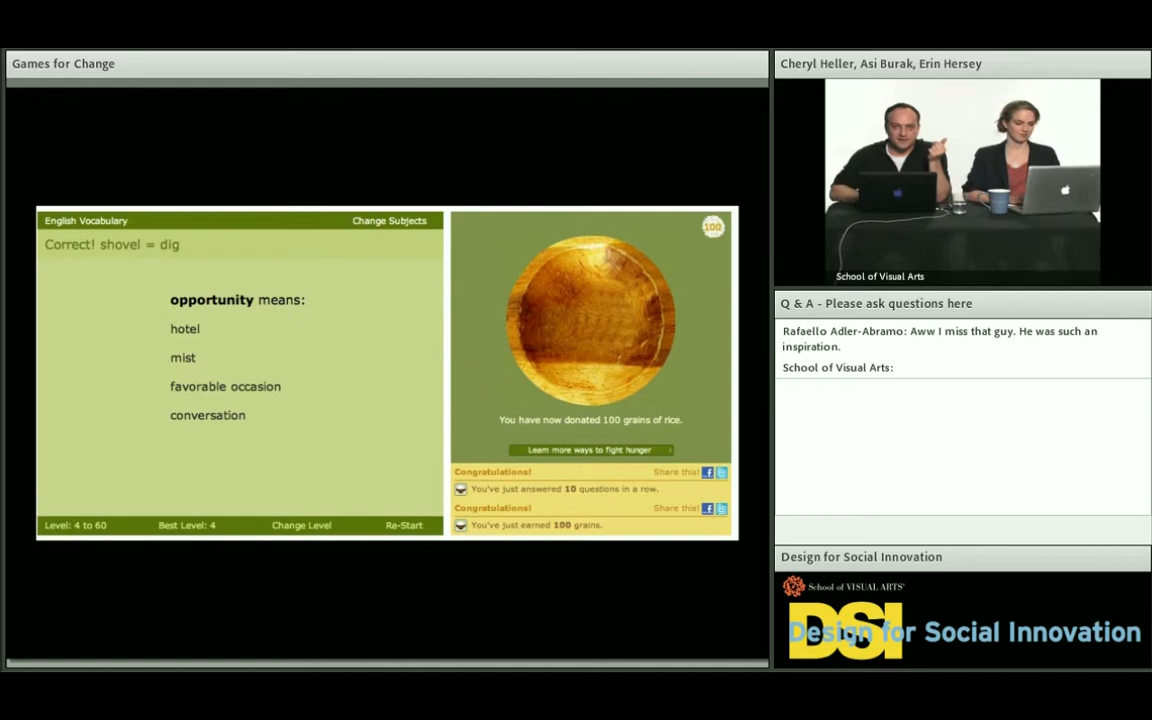 Games for Change
English Vocabulary
Change Subjects
Correct! shovel = dig
opportunity means:
hotel
mist
favorable occasion
conversation
Level: 4 to 60
Best Level: 4
Change Level
Re-Start
100
You have now donated 100 grains of rice.
Learn more ways to fight hunger
Congratulations!
Share this!
You've just answered 10 questions in a row.
Congratulations!
Share this!
You've just earned 100 grains.
Cheryl Heller, Asi Burak, Erin Hersey
School of Visual Arts
Q & A - Please ask questions here
Rafaello Adler-Abramo: Aww I miss that guy. He was such an
inspiration.
School of Visual Arts:
Design for Social Innovation
School of VISUAL ARTS
DSI
Design for Social Innovation